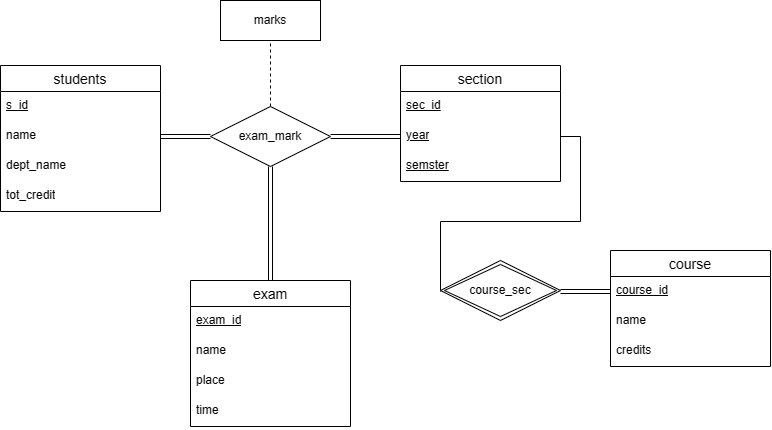 marks
students
s_id
name
dept_name
tot_credit
exam_mark
section
sec_id
year
semster
exam
exam_id
name
place
time
course_sec
course
course_id
name
credits